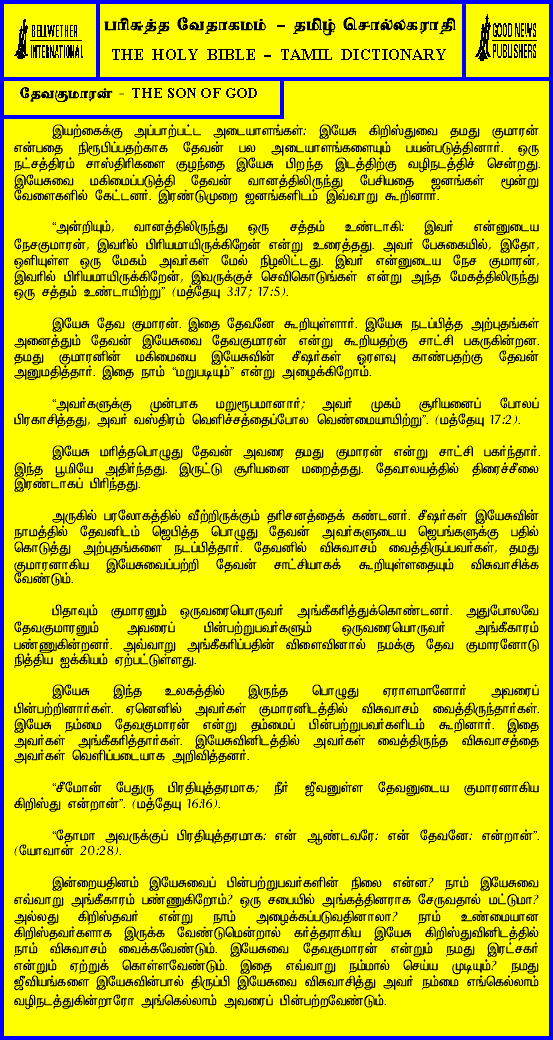 BELLWETHER
INTERNATIONAL
பரிசுத்த வேதாகமம் – தமிழ் சொல்லகராதி
THE HOLY BIBLE – TAMIL DICTIONARY
GOOD NEWS
PUBLISHERS
தேவகுமாரன் - THE SON OF GOD
இயற்கைக்கு அப்பாற்பட்ட அடையாளங்கள்: இயேசு கிறிஸ்துவை தமது குமாரன்
என்பதை நிரூபிப்பதற்காக தேவன் பல அடையாளங்களையும் பயன்படுத்தினார். ஒரு
நட்சத்திரம் சாஸ்திரிகளை குழந்தை இயேசு பிறந்த இடத்திற்கு வழிநடத்திச் சென்றது.
இயேசுவை மகிமைப்படுத்தி தேவன் வானத்திலிருந்து பேசியதை ஜனங்கள் மூன்று
வேளைகளில் கேட்டனர். இரண்டுமுறை ஜனங்களிடம் இவ்வாறு கூறினார்.
“அன்றியும், வானத்திலிருந்து ஒரு சத்தம் உண்டாகி: இவர் என்னுடைய
நேசகுமாரன், இவரில் பிரியமாயிருக்கிறேன் என்று உரைத்தது. அவர் பேசுகையில், இதோ,
ஒளியுள்ள ஒரு மேகம் அவர்கள் மேல் நிழலிட்டது. இவர் என்னுடைய நேச குமாரன்,
இவரில் பிரியமாயிருக்கிறேன், இவருக்குச் செவிகொடுங்கள் என்று அந்த மேகத்திலிருந்து
ஒரு சத்தம் உண்டாயிற்று” (மத்தேயு 3:17; 17:5).
இயேசு தேவ குமாரன். இதை தேவனே கூறியுள்ளார். இயேசு நடப்பித்த அற்புதங்கள்
அனைத்தும் தேவன் இயேசுவை தேவகுமாரன் என்று கூறியதற்கு சாட்சி பகருகின்றன.
தமது குமாரனின் மகிமையை இயேசுவின் சீஷர்கள் ஓரளவு காண்பதற்கு தேவன்
அனுமதித்தார். இதை நாம் “மறுபடியும்” என்று அழைக்கிறோம்.
“அவர்களுக்கு முன்பாக மறுரூபமானார்; அவர் முகம் சூரியனைப் போலப்
பிரகாசித்தது, அவர் வஸ்திரம் வெளிச்சத்தைப்போல வெண்மையாயிற்று”. (மத்தேயு 17:2).
இயேசு மரித்தபொழுது தேவன் அவரை தமது குமாரன் என்று சாட்சி பகர்ந்தார்.
இந்த பூமியே அதிர்ந்தது. இருட்டு சூரியனை மறைத்தது. தேவாலயத்தில் திரைச்சீலை
இரண்டாகப் பிரிந்தது.
அருகில் பரலோகத்தில் வீற்றிருக்கும் தரிசனத்தைக் கண்டனர். சீஷர்கள் இயேசுவின்
நாமத்தில் தேவனிடம் ஜெபித்த பொழுது தேவன் அவர்களுடைய ஜெபங்களுக்கு பதில்
கொடுத்து அற்புதங்களை நடப்பித்தார். தேவனில் விசுவாசம் வைத்திருப்பவர்கள், தமது
குமாரனாகிய இயேசுவைப்பற்றி தேவன் சாட்சியாகக் கூறியுள்ளதையும் விசுவாசிக்க
வேண்டும்.
பிதாவும் குமாரனும் ஒருவரையொருவர் அங்கீகரித்துக்கொண்டனர். அதுபோலவே
தேவகுமாரனும் அவரைப் பின்பற்றுபவர்களும் ஒருவரையொருவர் அங்கீகாரம்
பண்ணுகின்றனர். அவ்வாறு அங்கீகரிப்பதின் விளைவினால் நமக்கு தேவ குமாரனோடு
நித்திய ஐக்கியம் ஏற்பட்டுள்ளது.
இயேசு இந்த உலகத்தில் இருந்த பொழுது ஏராளமானோர் அவரைப்
பின்பற்றினார்கள். ஏனெனில் அவர்கள் குமாரனிடத்தில் விசுவாசம் வைத்திருந்தார்கள்.
இயேசு நம்மை தேவகுமாரன் என்று தம்மைப் பின்பற்றுபவர்களிடம் கூறினார். இதை
அவர்கள் அங்கீகரித்தார்கள். இயேசுவினிடத்தில் அவர்கள் வைத்திருந்த விசுவாசத்தை
அவர்கள் வெளிப்படையாக அறிவித்தனர்.
“சீமோன் பேதுரு பிரதியுத்தரமாக; நீர் ஜீவனுள்ள தேவனுடைய குமாரனாகிய
கிறிஸ்து என்றான்”. (மத்தேயு 16:16).
“தோமா அவருக்குப் பிரதியுத்தரமாக: என் ஆண்டவரே: என் தேவனே: என்றான்”.
(யோவான் 20:28).
இன்றையதினம் இயேசுவைப் பின்பற்றுபவர்களின் நிலை என்ன? நாம் இயேசுவை
எவ்வாறு அங்கீகாரம் பண்ணுகிறோம்? ஒரு சபையில் அங்கத்தினராக சேருவதால் மட்டுமா?
அல்லது கிறிஸ்தவர் என்று நாம் அழைக்கப்படுவதினாலா? நாம் உண்மையான
கிறிஸ்தவர்களாக இருக்க வேண்டுமென்றால் கர்த்தராகிய இயேசு கிறிஸ்துவினிடத்தில்
நாம் விசுவாசம் வைக்கவேண்டும். இயேசுவை தேவகுமாரன் என்றும் நமது இரட்சகர்
என்றும் ஏற்றுக் கொள்ளவேண்டும். இதை எவ்வாறு நம்மால் செய்ய முடியும்? நமது
ஜீவியங்களை இயேசுவின்பால் திருப்பி இயேசுவை விசுவாசித்து அவர் நம்மை எங்கெல்லாம்
வழிநடத்துகின்றாரோ அங்கெல்லாம் அவரைப் பின்பற்றவேண்டும்.